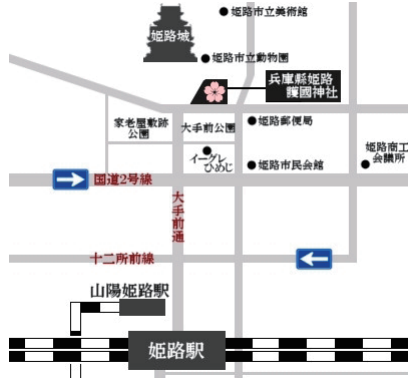 姫路市立美術館
姫路城
姫路市立動物園
兵庫縣姫路
護國神社
家老屋敷跡
公園
大手前公園
姫路郵便局
イーグレ
ひめじ
姫路市民会館
姫路商工
会議所
国道2号線
大手前通
十二所前線
山陽姫路駅
姫路駅